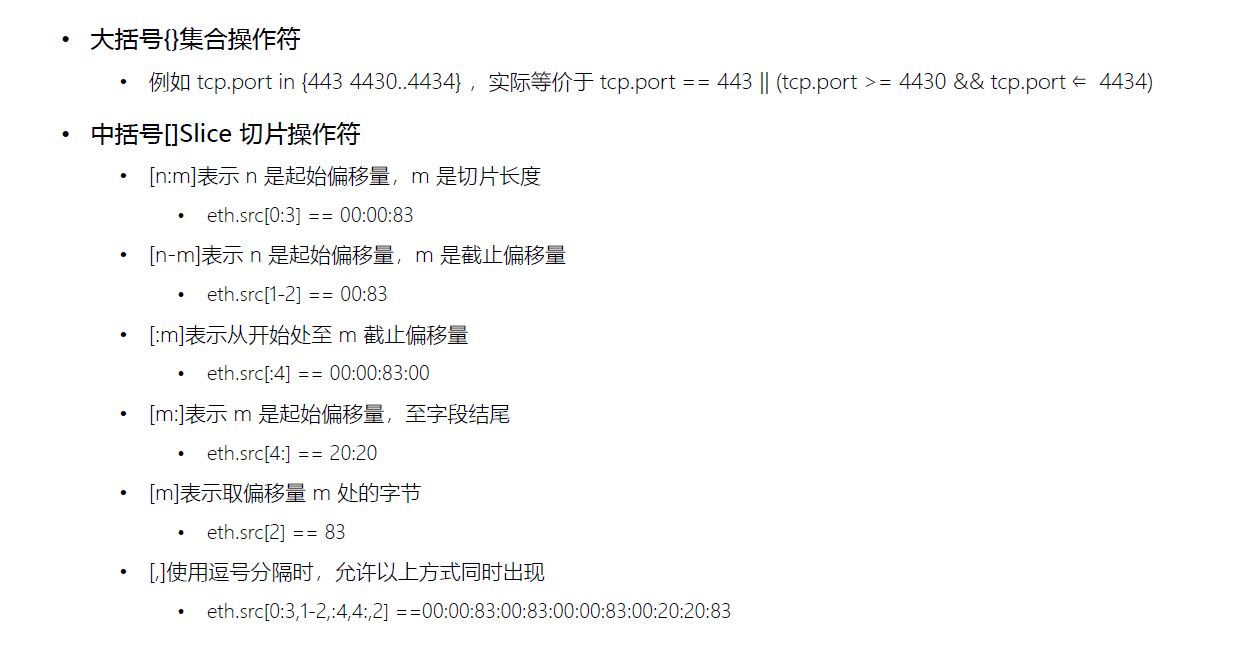 大括号{}集合操作符
例如 tcp.port in {443 4430..4434} ，实际等价于 tcp.port == 443 || (tcp.port >= 4430 && tcp.port ⇐ 4434)
中括号[]Slice 切片操作符
[n:m]表示 n 是起始偏移量，m 是切片长度
eth.src[0:3] == 00:00:83
[n-m]表示 n 是起始偏移量，m 是截止偏移量
eth.src[1-2] == 00:83
[:m]表示从开始处至 m 截止偏移量
eth.src[:4] == 00:00:83:00
[m:]表示 m 是起始偏移量，至字段结尾
eth.src[4:] == 20:20
[m]表示取偏移量 m 处的字节
eth.src[2] == 83
[,]使用逗号分隔时，允许以上方式同时出现
eth.src[0:3,1-2,:4,4:,2] ==00:00:83:00:83:00:00:83:00:20:20:83